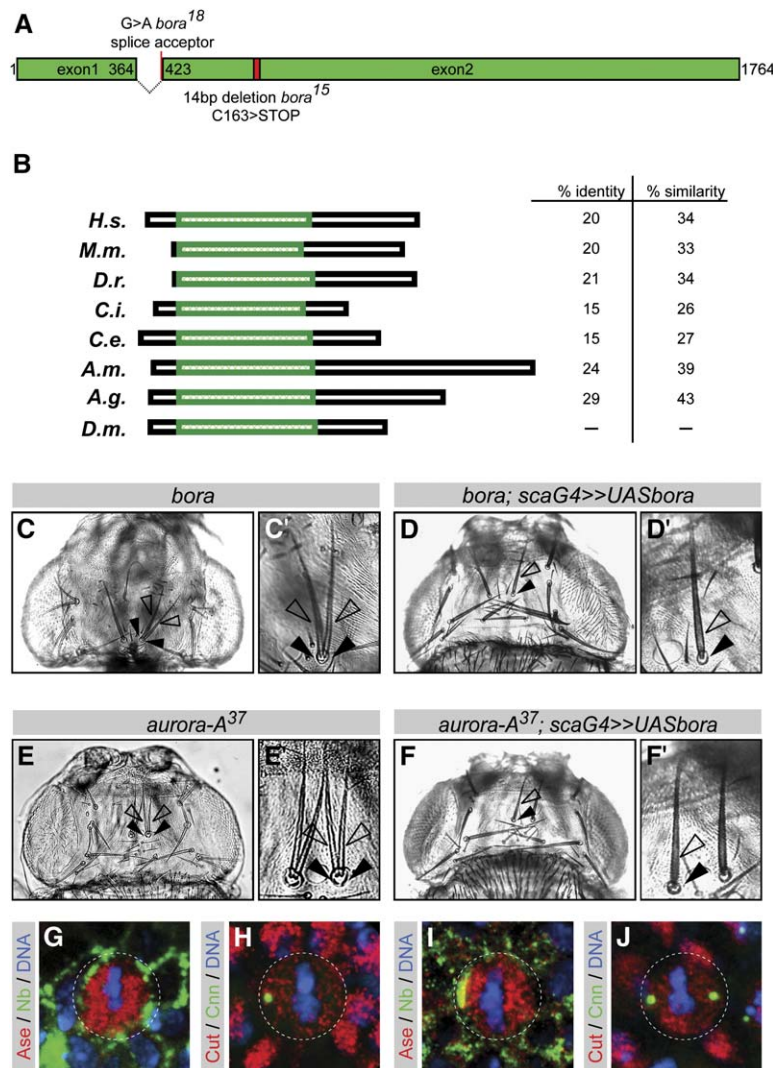 A
G>A bora18
splice acceptor
1 exon1 364 423 exon2 1764
14bp deletion bora15
C163>STOP
B
% identity % similarity
H.s. 20 34
M.m. 20 33
D.r. 21 34
C.i. 15 26
C.e. 15 27
A.m. 24 39
A.g. 29 43
D.m. — —
bora
bora; scaG4>>UASbora
C C' D D'
aurora-A37
aurora-A37; scaG4>>UASbora
E E' F F'
Ase / Nb / DNA
G
Cut / Cnn / DNA
H
Ase / Nb / DNA
I
Cut / Cnn / DNA
J